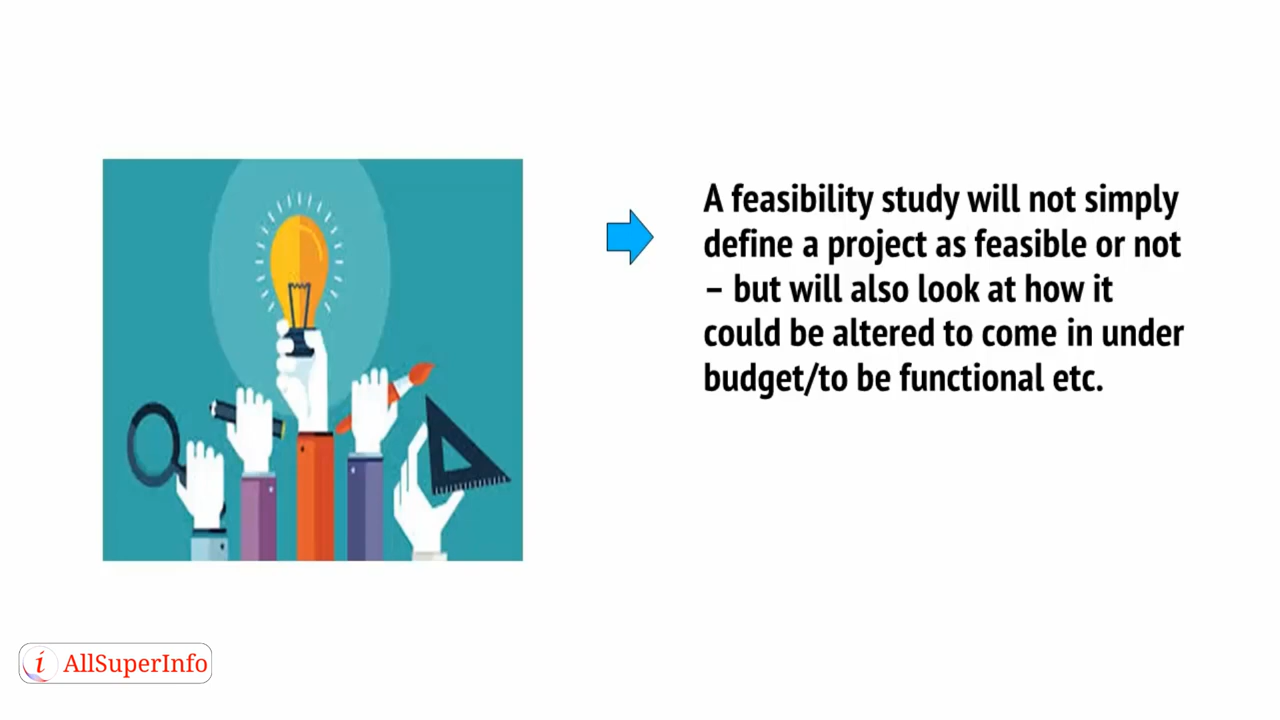 A feasibility study will not simply
define a project as feasible or not
– but will also look at how it
could be altered to come in under
budget/to be functional etc.
i AllSuperInfo